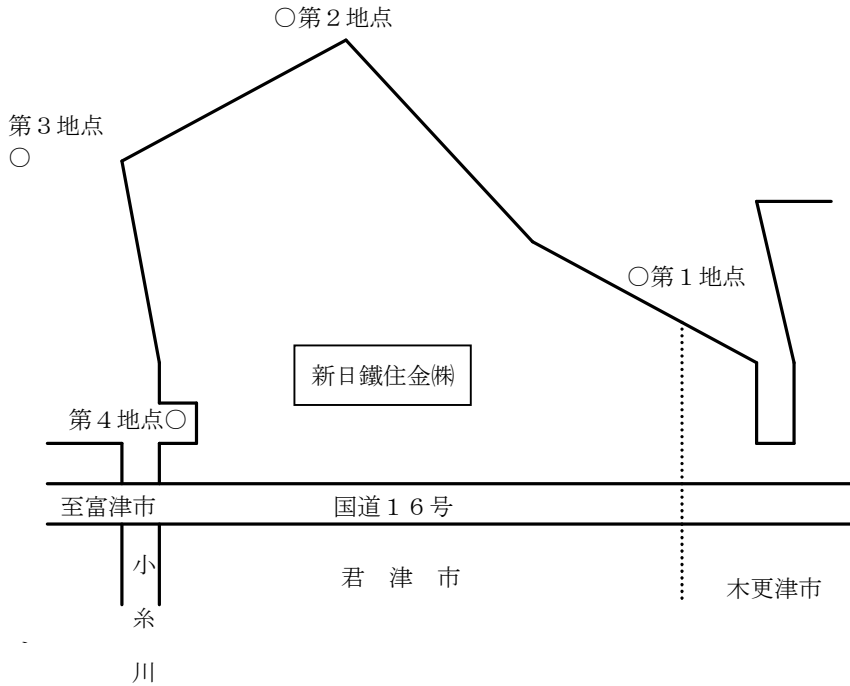 ○第２地点
第３地点
○
○第１地点
新日鐵住金㈱
第４地点○
至富津市
国道１６号
小糸川
君津市
木更津市